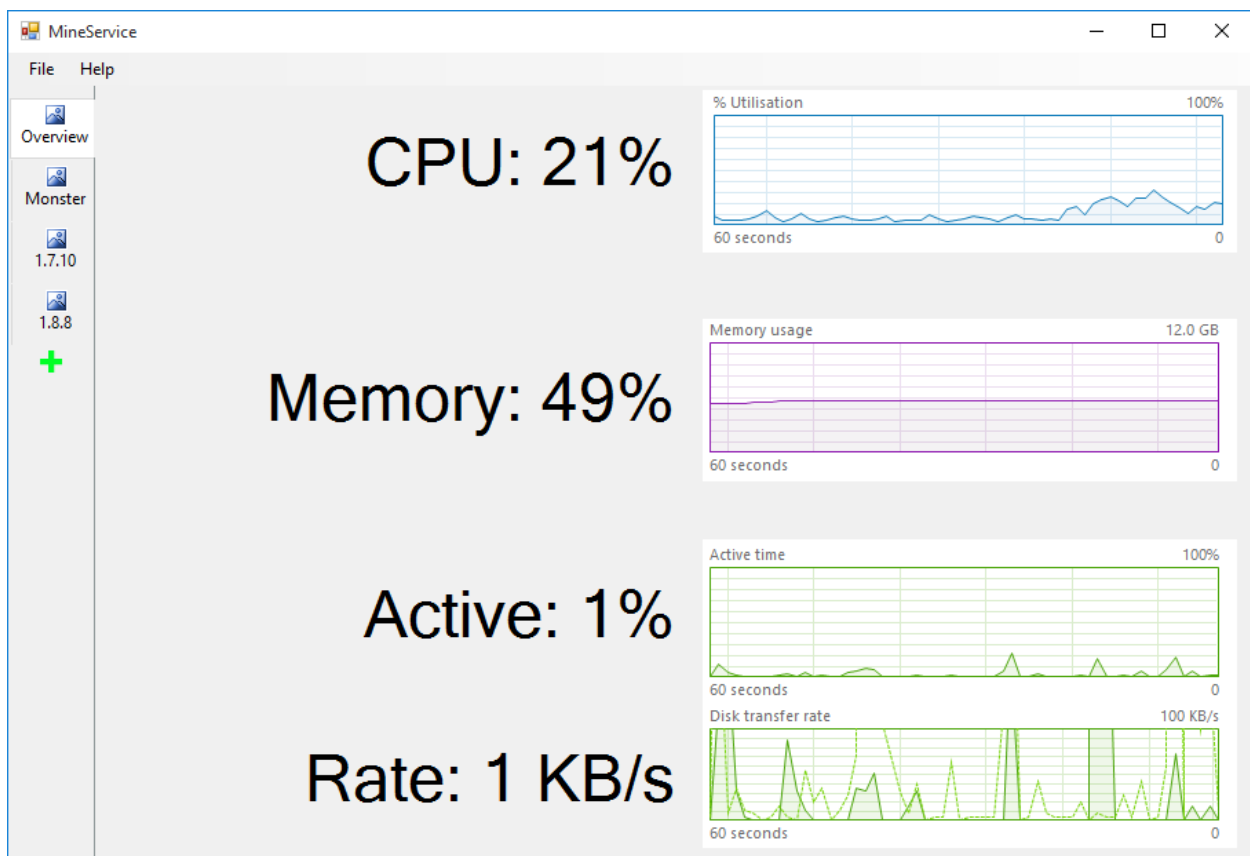 MineService
File Help
Overview
Monster
1.7.10
1.8.8
CPU: 21%
% Utilisation 100%
60 seconds 0
Memory: 49%
Memory usage 12.0 GB
60 seconds 0
Active: 1%
Active time 100%
60 seconds 0
Rate: 1 KB/s
Disk transfer rate 100 KB/s
60 seconds 0